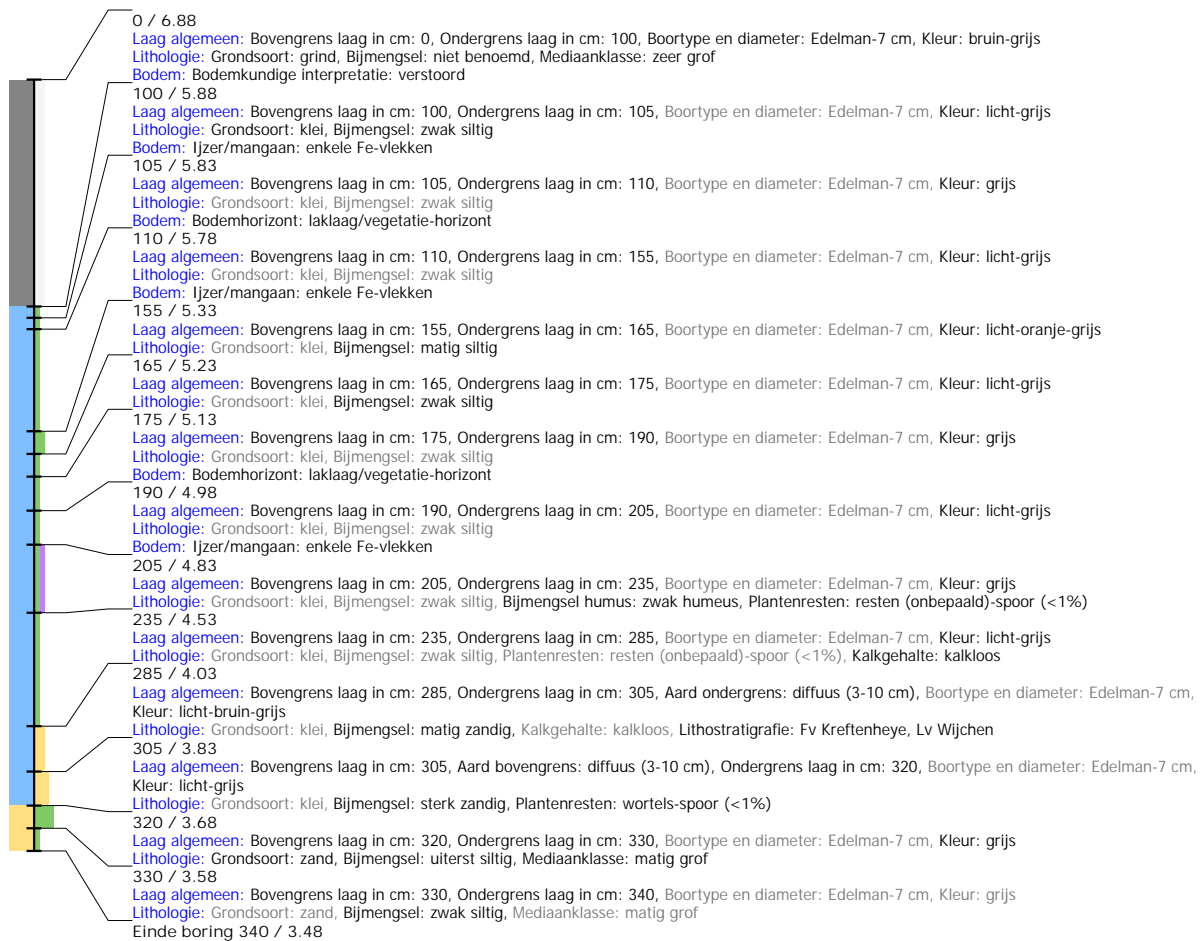 0 / 6.88
Laag algemeen: Bovengrens laag in cm: 0, Ondergrens laag in cm: 100, Boortype en diameter: Edelman-7 cm, Kleur: bruin-grijs
Lithologie: Grondsoort: grind, Bijmengsel: niet benoemd, Mediaanklasse: zeer grof
Bodem: Bodemkundige interpretatie: verstoord
100 / 5.88
Laag algemeen: Bovengrens laag in cm: 100, Ondergrens laag in cm: 105, Boortype en diameter: Edelman-7 cm, Kleur: licht-grijs
Lithologie: Grondsoort: klei, Bijmengsel: zwak siltig
Bodem: Ijzer/mangaan: enkele Fe-vlekken
105 / 5.83
Laag algemeen: Bovengrens laag in cm: 105, Ondergrens laag in cm: 110, Boortype en diameter: Edelman-7 cm, Kleur: grijs
Lithologie: Grondsoort: klei, Bijmengsel: zwak siltig
Bodem: Bodemhorizont: laklaag/vegetatie-horizont
110 / 5.78
Laag algemeen: Bovengrens laag in cm: 110, Ondergrens laag in cm: 155, Boortype en diameter: Edelman-7 cm, Kleur: licht-grijs
Lithologie: Grondsoort: klei, Bijmengsel: zwak siltig
Bodem: Ijzer/mangaan: enkele Fe-vlekken
155 / 5.33
Laag algemeen: Bovengrens laag in cm: 155, Ondergrens laag in cm: 165, Boortype en diameter: Edelman-7 cm, Kleur: licht-oranje-grijs
Lithologie: Grondsoort: klei, Bijmengsel: matig siltig
165 / 5.23
Laag algemeen: Bovengrens laag in cm: 165, Ondergrens laag in cm: 175, Boortype en diameter: Edelman-7 cm, Kleur: licht-grijs
Lithologie: Grondsoort: klei, Bijmengsel: zwak siltig
175 / 5.13
Laag algemeen: Bovengrens laag in cm: 175, Ondergrens laag in cm: 190, Boortype en diameter: Edelman-7 cm, Kleur: grijs
Lithologie: Grondsoort: klei, Bijmengsel: zwak siltig
Bodem: Bodemhorizont: laklaag/vegetatie-horizont
190 / 4.98
Laag algemeen: Bovengrens laag in cm: 190, Ondergrens laag in cm: 205, Boortype en diameter: Edelman-7 cm, Kleur: licht-grijs
Lithologie: Grondsoort: klei, Bijmengsel: zwak siltig
Bodem: Ijzer/mangaan: enkele Fe-vlekken
205 / 4.83
Laag algemeen: Bovengrens laag in cm: 205, Ondergrens laag in cm: 235, Boortype en diameter: Edelman-7 cm, Kleur: grijs
Lithologie: Grondsoort: klei, Bijmengsel: zwak siltig, Bijmengsel humus: zwak humeus, Plantenresten: resten (onbepaald)-spoor (<1%)
235 / 4.53
Laag algemeen: Bovengrens laag in cm: 235, Ondergrens laag in cm: 285, Boortype en diameter: Edelman-7 cm, Kleur: licht-grijs
Lithologie: Grondsoort: klei, Bijmengsel: zwak siltig, Plantenresten: resten (onbepaald)-spoor (<1%), Kalkgehalte: kalkloos
285 / 4.03
Laag algemeen: Bovengrens laag in cm: 285, Ondergrens laag in cm: 305, Aard ondergrens: diffuus (3-10 cm), Boortype en diameter: Edelman-7 cm,
Kleur: licht-bruin-grijs
Lithologie: Grondsoort: klei, Bijmengsel: matig zandig, Kalkgehalte: kalkloos, Lithostratigrafie: Fv Kreftenheye, Lv Wijchen
305 / 3.83
Laag algemeen: Bovengrens laag in cm: 305, Aard bovengrens: diffuus (3-10 cm), Ondergrens laag in cm: 320, Boortype en diameter: Edelman-7 cm,
Kleur: licht-grijs
Lithologie: Grondsoort: klei, Bijmengsel: sterk zandig, Plantenresten: wortels-spoor (<1%)
320 / 3.68
Laag algemeen: Bovengrens laag in cm: 320, Ondergrens laag in cm: 330, Boortype en diameter: Edelman-7 cm, Kleur: grijs
Lithologie: Grondsoort: zand, Bijmengsel: uiterst siltig, Mediaanklasse: matig grof
330 / 3.58
Laag algemeen: Bovengrens laag in cm: 330, Ondergrens laag in cm: 340, Boortype en diameter: Edelman-7 cm, Kleur: grijs
Lithologie: Grondsoort: zand, Bijmengsel: zwak siltig, Mediaanklasse: matig grof
Einde boring 340 / 3.48